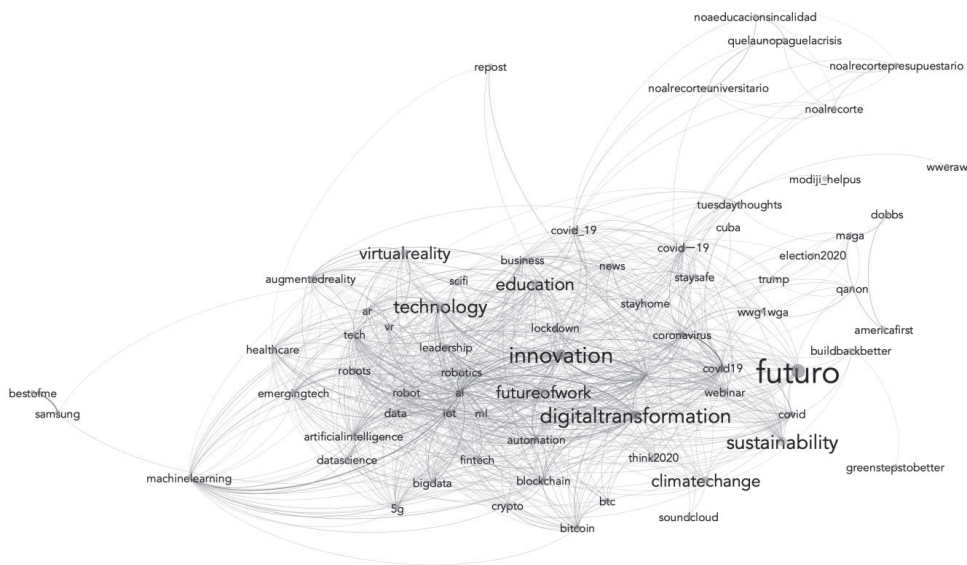 noaeducacionsincalidad
quelaunopaguelacrisis
repost
noalrecortepresupuestario
noalrecorteuniversitario
noalrecorte
wweraw
modiji_helpus
tuesdaythoughts
dobbs
cuba
covid_19
maga
covid—19
virtualreality
business
election2020
news
augmentedreality
scifi
education
staysafe
trump
qanon
technology
stayhome
ar
wwg1wga
vr
lockdown
americafirst
tech
coronavirus
healthcare
leadership
innovation
buildbackbetter
robots
robotics
covid19
futuro
bestofme
emergingtech
robot
ai
futureofwork
webinar
samsung
data
iot
ml
digitaltransformation
covid
artificialintelligence
automation
sustainability
datascience
fintech
think2020
greenstepstobetter
machinelearning
bigdata
blockchain
climatechange
5g
crypto
btc
soundcloud
bitcoin